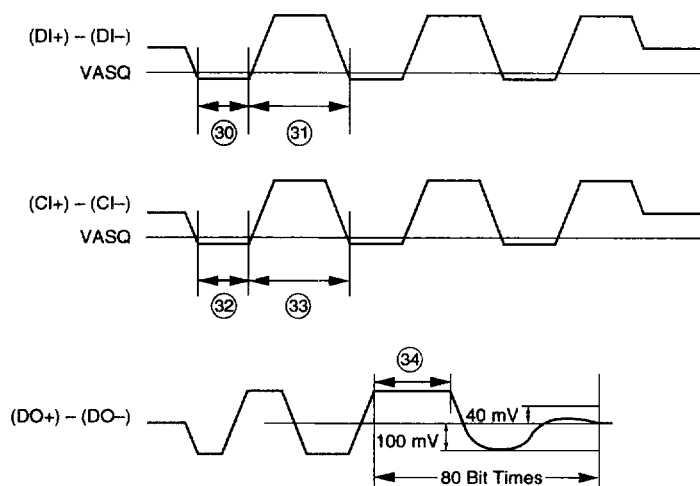 (DI+) – (DI–)
VASQ
30
31
(CI+) – (CI–)
VASQ
32
33
34
(DO+) – (DO–)
40 mV
100 mV
80 Bit Times